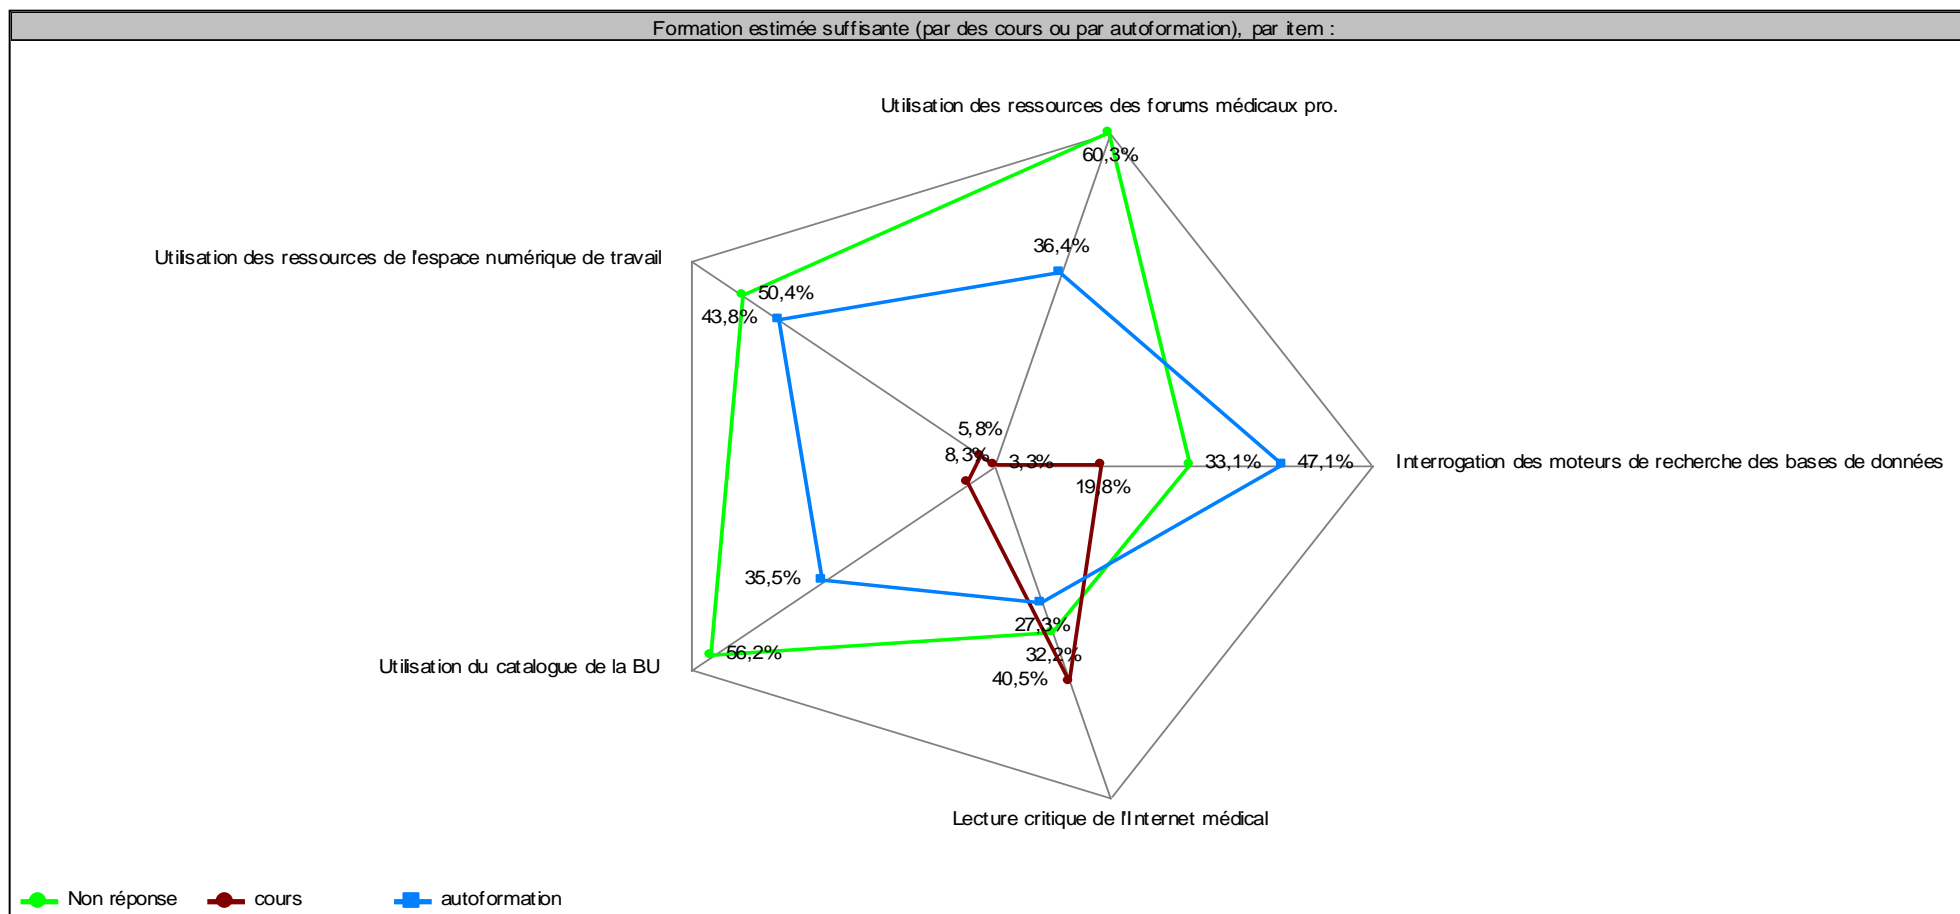 Formation estimée suffisante (par des cours ou par autoformation), par item :
Utilisation des ressources des forums médicaux pro.
60,3%
36,4%
Utilisation des ressources de l'espace numérique de travail
50,4%
43,8%
5,8%
8,3%
3,3%
33,1%
47,1%
Interrogation des moteurs de recherche des bases de données
19,8%
35,5%
27,3%
56,2%
32,2%
Utilisation du catalogue de la BU
40,5%
Lecture critique de l'Internet médical
Non réponse
cours
autoformation